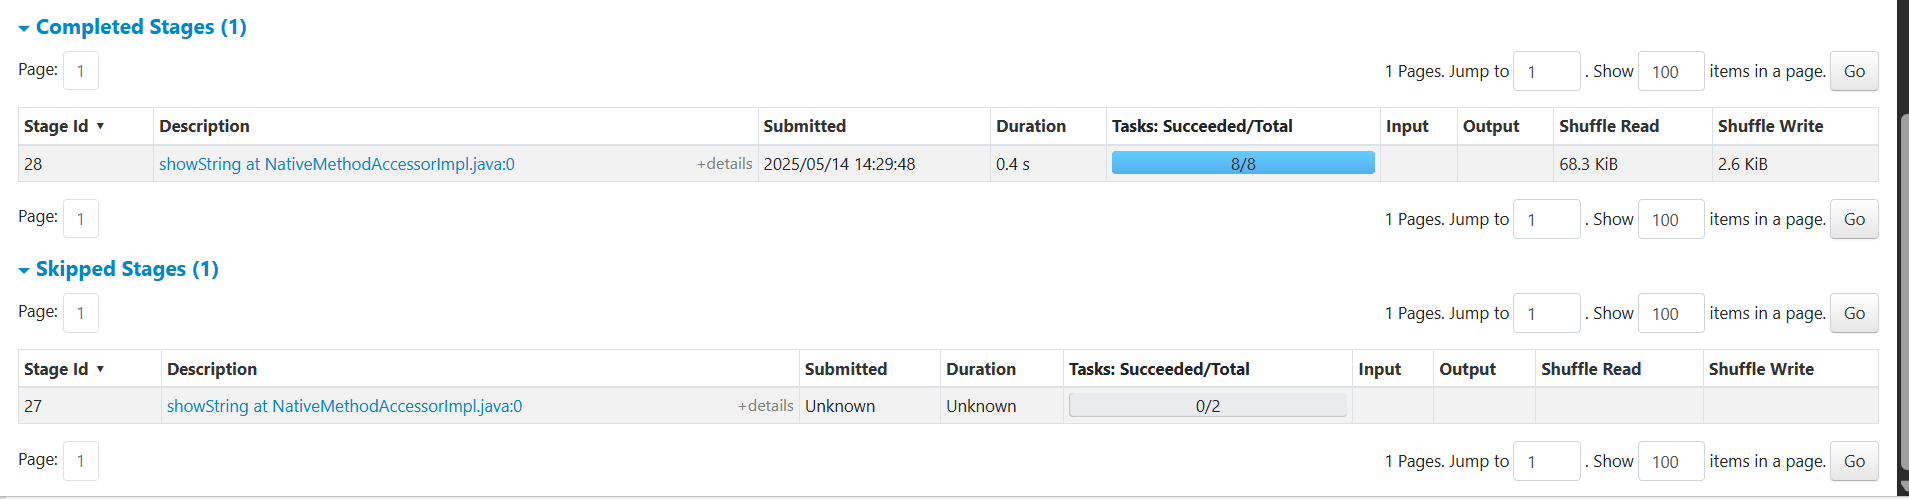 Completed Stages (1)
Page: 1
1 Pages. Jump to 1 . Show 100 items in a page. Go
Stage Id ▾ Description Submitted Duration Tasks: Succeeded/Total Input Output Shuffle Read Shuffle Write
28 showString at NativeMethodAccessorImpl.java:0 +details 2025/05/14 14:29:48 0.4 s 8/8 68.3 KiB 2.6 KiB
Page: 1
1 Pages. Jump to 1 . Show 100 items in a page. Go
Skipped Stages (1)
Page: 1
1 Pages. Jump to 1 . Show 100 items in a page. Go
Stage Id ▾ Description Submitted Duration Tasks: Succeeded/Total Input Output Shuffle Read Shuffle Write
27 showString at NativeMethodAccessorImpl.java:0 +details Unknown Unknown 0/2
Page: 1
1 Pages. Jump to 1 . Show 100 items in a page. Go